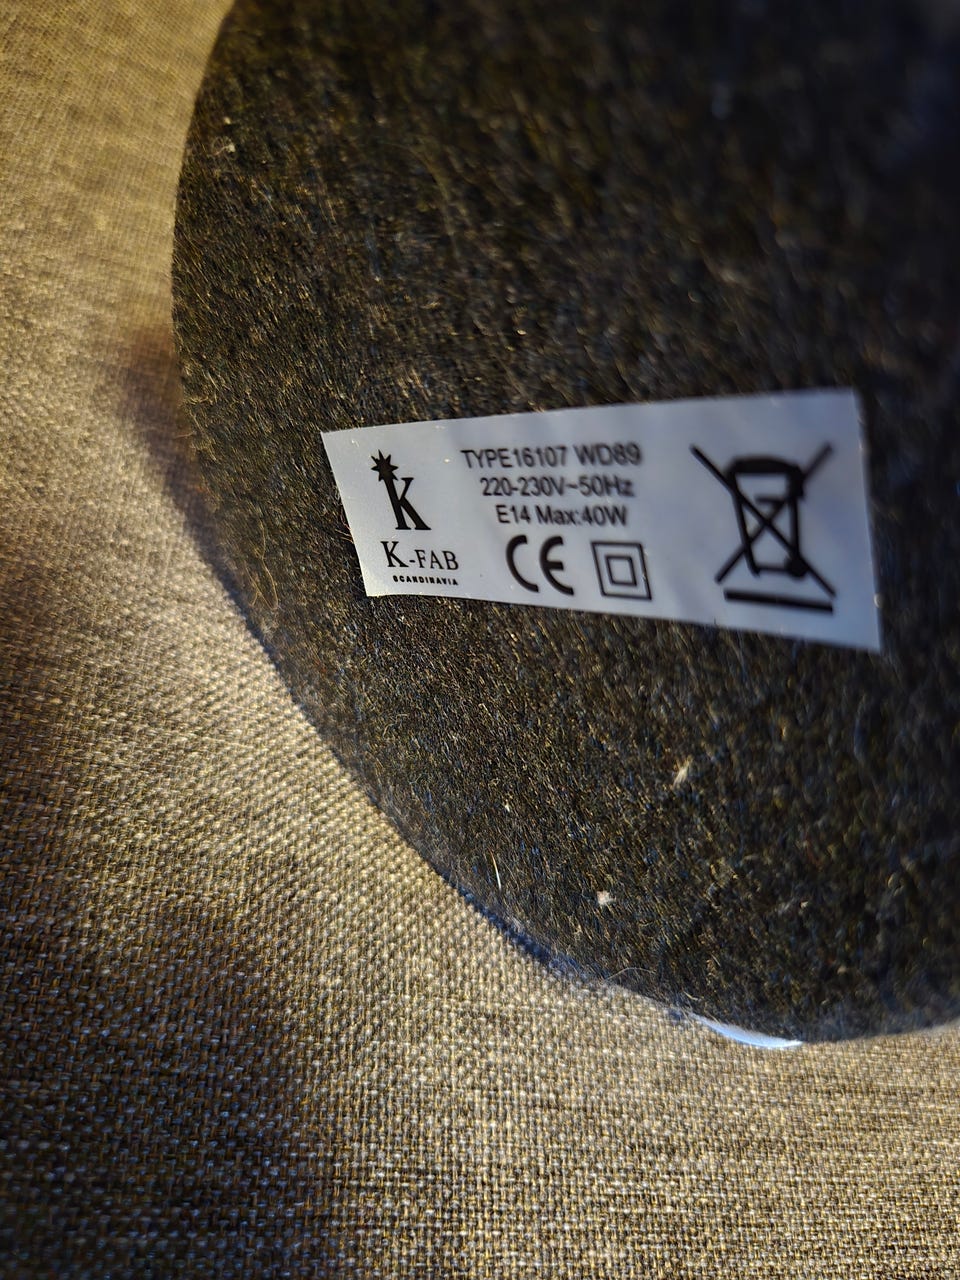 TYPE16107 WD89
220-230V~50Hz
E14 Max:40W
K
K-FAB
SCANDINAVIA
CE